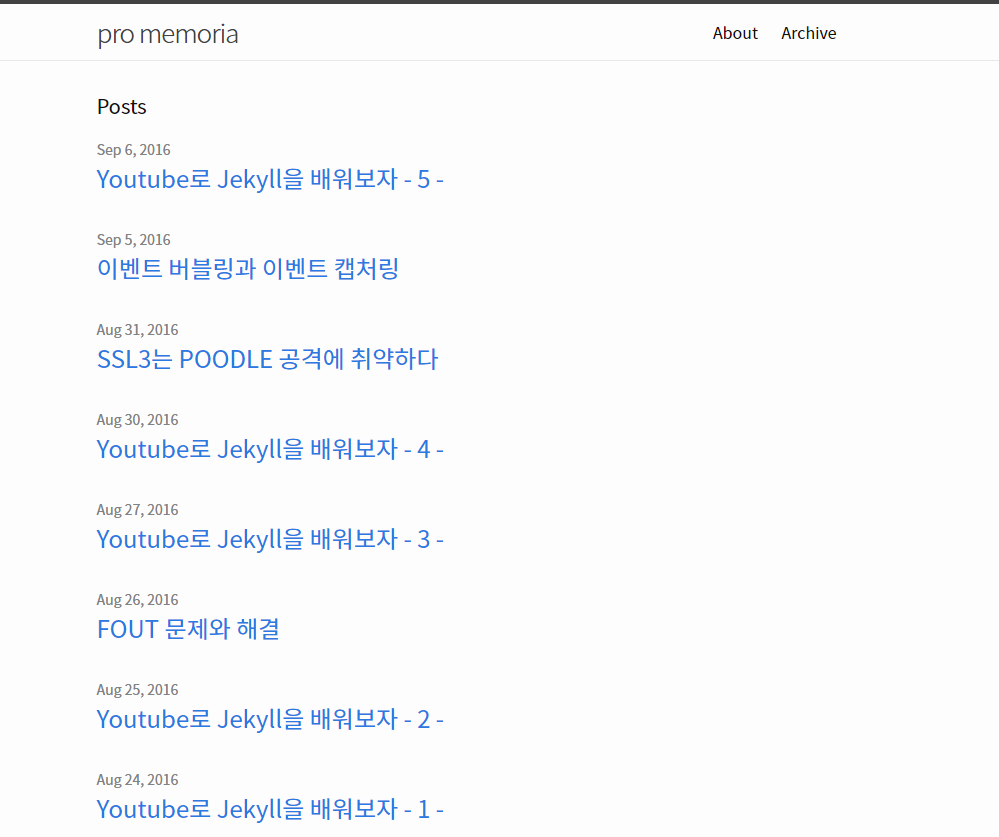 pro memoria
About Archive
Posts
Sep 6, 2016
Youtube로 Jekyll을 배워보자 - 5 -
Sep 5, 2016
이벤트 버블링과 이벤트 캡처링
Aug 31, 2016
SSL3는 POODLE 공격에 취약하다
Aug 30, 2016
Youtube로 Jekyll을 배워보자 - 4 -
Aug 27, 2016
Youtube로 Jekyll을 배워보자 - 3 -
Aug 26, 2016
FOUT 문제와 해결
Aug 25, 2016
Youtube로 Jekyll을 배워보자 - 2 -
Aug 24, 2016
Youtube로 Jekyll을 배워보자 - 1 -